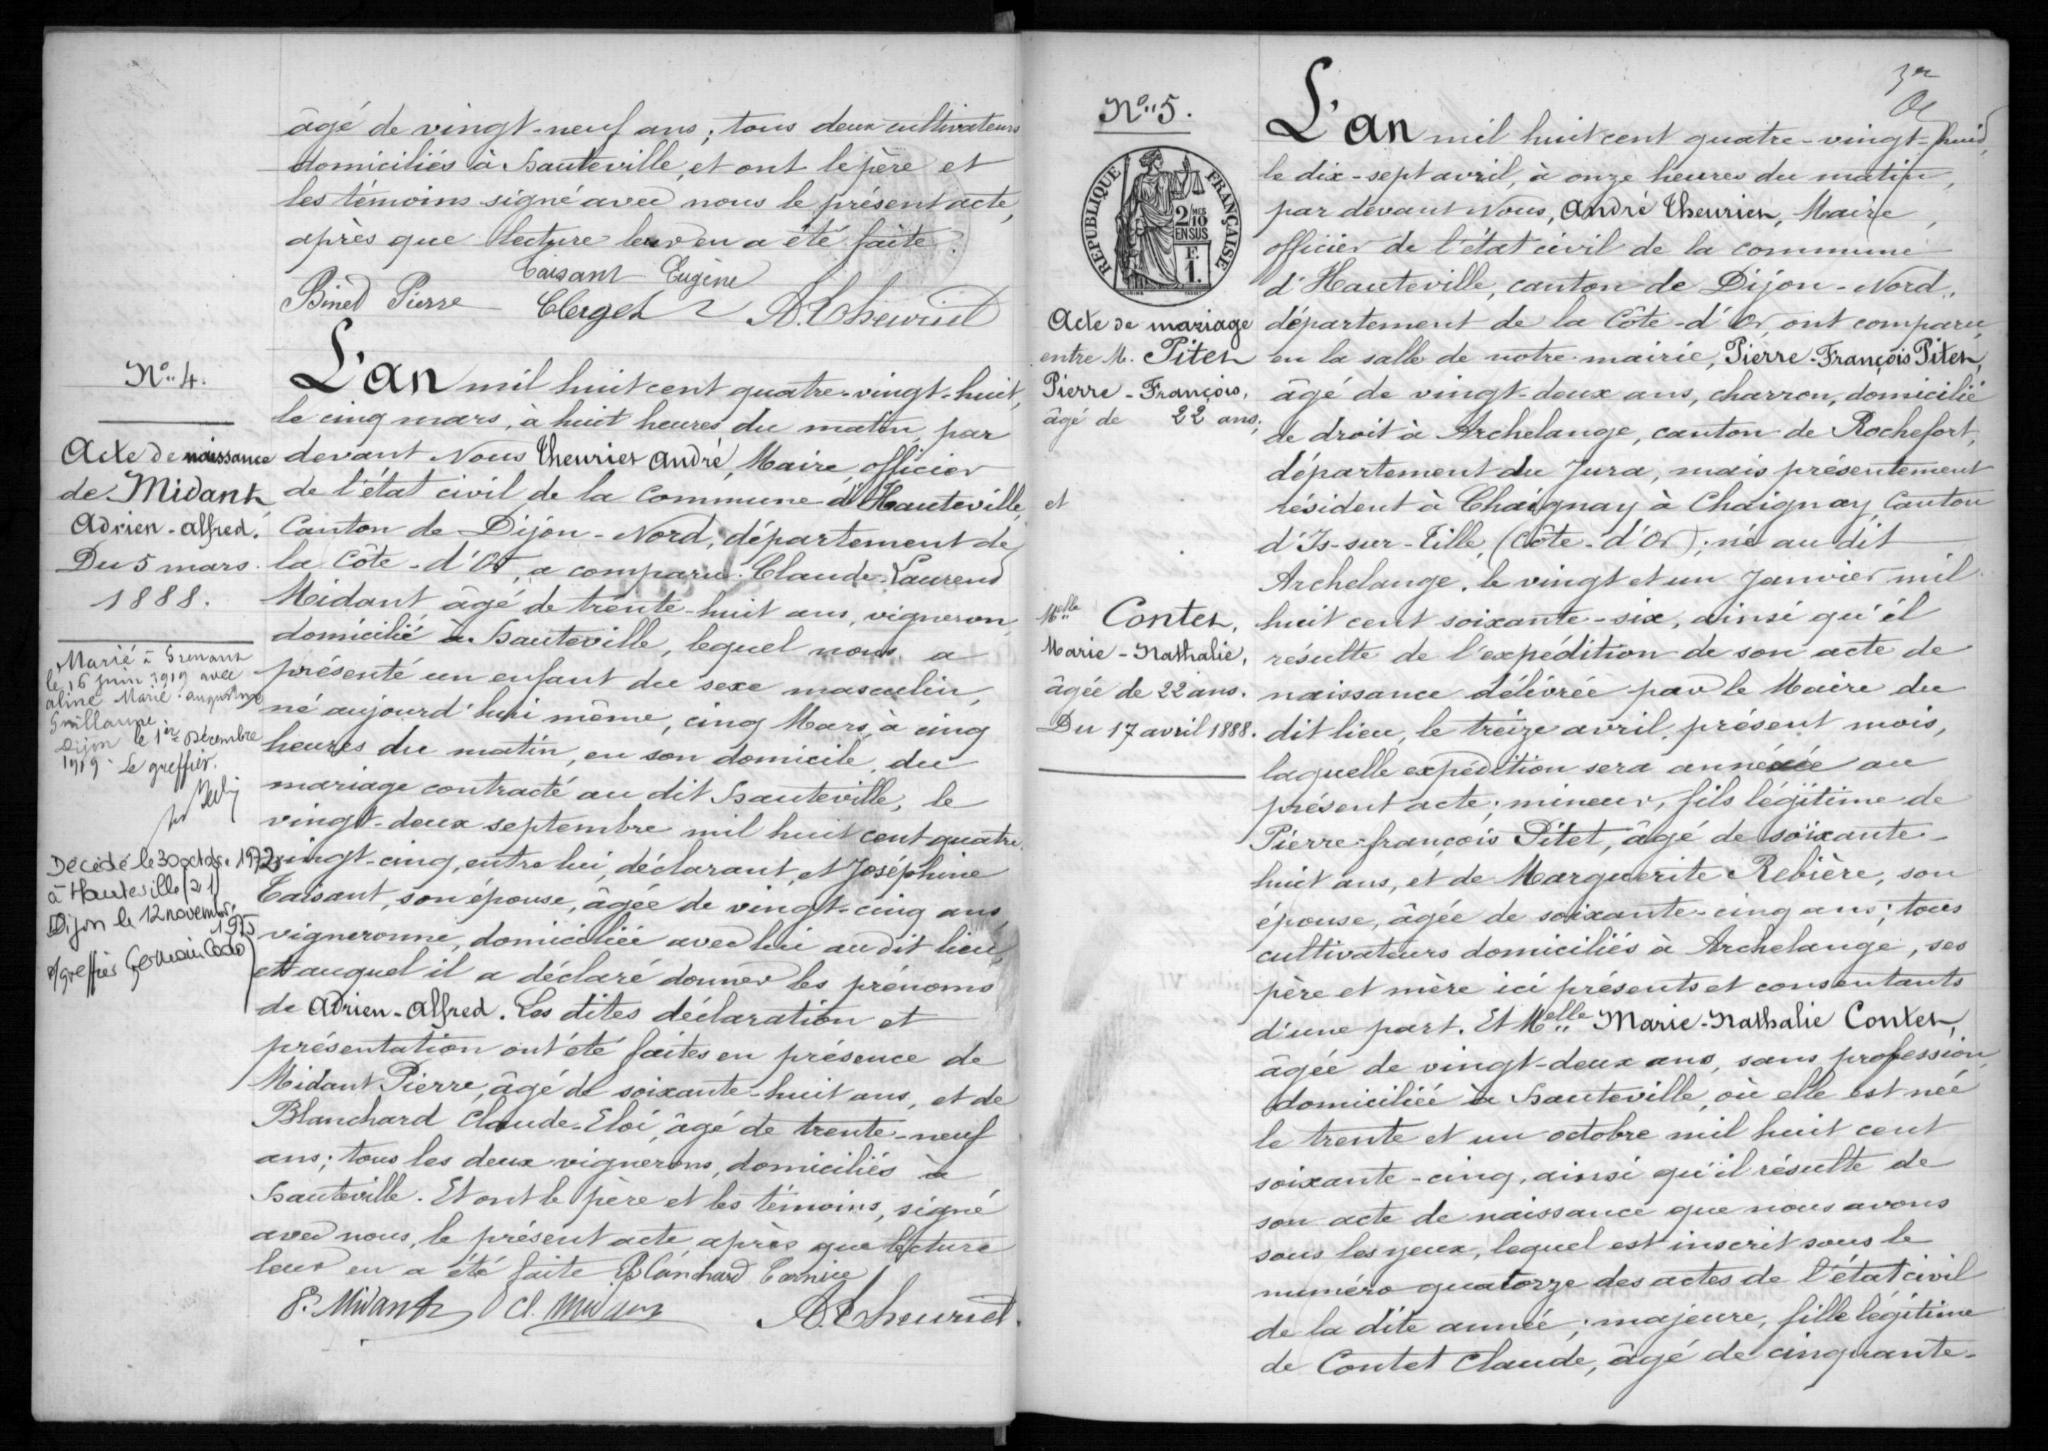 âgé de vingt-neuf ans ; tous deux cultivateurs
domiciliés à Hauteville, et ont le père et
les témoins signé avec nous le présent acte,
après que lecture leur en a été faite.
Taisant Eugène
Binet Pierre Clerget A. Theuriet
N° 4.
Acte de naissance
de Midant,
Adrien-Alfred.
Du 5 mars
1888.
Marié à
le 16 juin 1919 avec
Aline Marie Augustine
Guillaume.
Dijon le 1er Décembre
1919. Le greffier.
Décédé le 30 octobre 1972
à Hauteville (21)
Dijon le 12 novembre
1975
P/greffier Germain
L'an mil huit cent quatre-vingt-huit,
le cinq mars, à huit heures du matin, par
devant Nous Theuriet André, Maire, officier
de l'état civil de la commune d'Hauteville,
Canton de Dijon-Nord, département de
la Côte-d'Or, a comparu Claude-Laurent
Midant, âgé de trente-huit ans, vigneron,
domicilié à Hauteville, lequel nous a
présenté un enfant du sexe masculin,
né aujourd'hui même, cinq Mars, à cinq
heures du matin, en son domicile, du
mariage contracté au dit Hauteville, le
vingt-deux septembre mil huit cent quatre-
vingt-cinq, entre lui, déclarant, et Joséphine
Taisant, son épouse, âgée de vingt-cinq ans,
vigneronne, domiciliée avec lui audit lieu,
et auquel il a déclaré donner les prénoms
de Adrien-Alfred. Les dites déclaration et
présentation ont été faites en présence de
Midant Pierre, âgé de soixante-huit ans, et de
Blanchard Claude-Eloi, âgé de trente-neuf
ans ; tous les deux vignerons, domiciliés à
Hauteville. Et ont le père et les témoins, signé
avec nous, le présent acte après que lecture
leur en a été faite Blanchard
P. Midant Cl. Midant A. Theuriet
N° 5.
RÉPUBLIQUE FRANÇAISE
2/10 EN SUS
F. 1.
Acte de mariage
entre M. Pitet
Pierre-François,
âgé de 22 ans,
et
Melle Contet,
Marie-Nathalie,
âgée de 22 ans.
Du 17 avril 1888.
L'an mil huit cent quatre-vingt-huit,
le dix-sept avril, à onze heures du matin,
par devant Nous, André Theuriet, Maire,
officier de l'état civil de la commune
d'Hauteville, canton de Dijon-Nord,
département de la Côte-d'Or, ont comparu
en la salle de notre mairie, Pierre-François Pitet,
âgé de vingt-deux ans, charron, domicilié
de droit à Archelange, canton de Rochefort,
département du Jura, mais présentement
résident à Chaignay à Chaignay, Canton
d'Is-sur-Tille, (Côte-d'Or) ; né au dit
Archelange, le vingt et un Janvier mil
huit cent soixante-six, ainsi qu'il
résulte de l'expédition de son acte de
naissance délivrée par le Maire du
dit lieu, le treize avril, présent mois,
laquelle expédition sera annexée au
présent acte ; mineur, fils légitime de
Pierre-françois Pitet, âgé de soixante-
huit ans, et de Marguerite Rebière, son
épouse, âgée de soixante-cinq ans ; tous
cultivateurs domiciliés à Archelange, ses
père et mère ici présents et consentants
d'une part. Et Melle Marie-Nathalie Contet,
âgée de vingt-deux ans, sans profession,
domiciliée à Hauteville, où elle est née
le trente et un octobre mil huit cent
soixante-cinq, ainsi qu'il résulte de
son acte de naissance que nous avons
sous les yeux, lequel est inscrit sous le
numéro quatorze des actes de l'état civil
de la dite année ; majeure, fille légitime
de Contet Claude, âgé de cinquante-